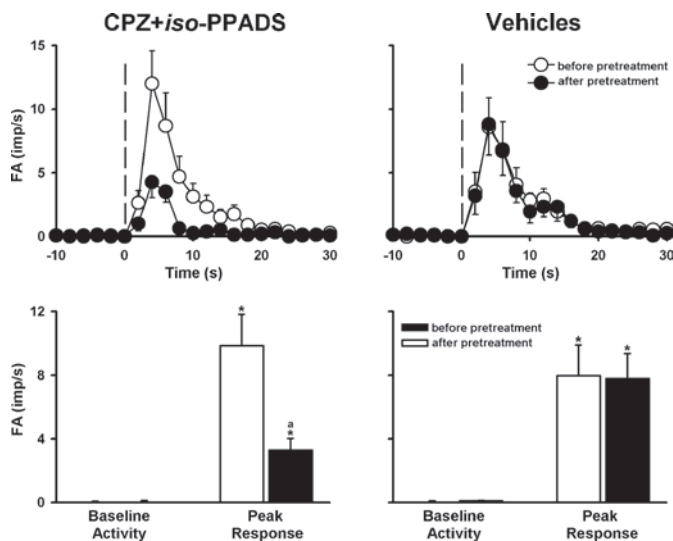 CPZ+iso-PPADS
Vehicles
FA (imp/s)
15
10
5
0
-10 0 10 20 30
Time (s)
before pretreatment
after pretreatment
-10 0 10 20 30
Time (s)
FA (imp/s)
12
8
4
0
*
a
*
Baseline Activity
Peak Response
before pretreatment
after pretreatment
*
*
Baseline Activity
Peak Response